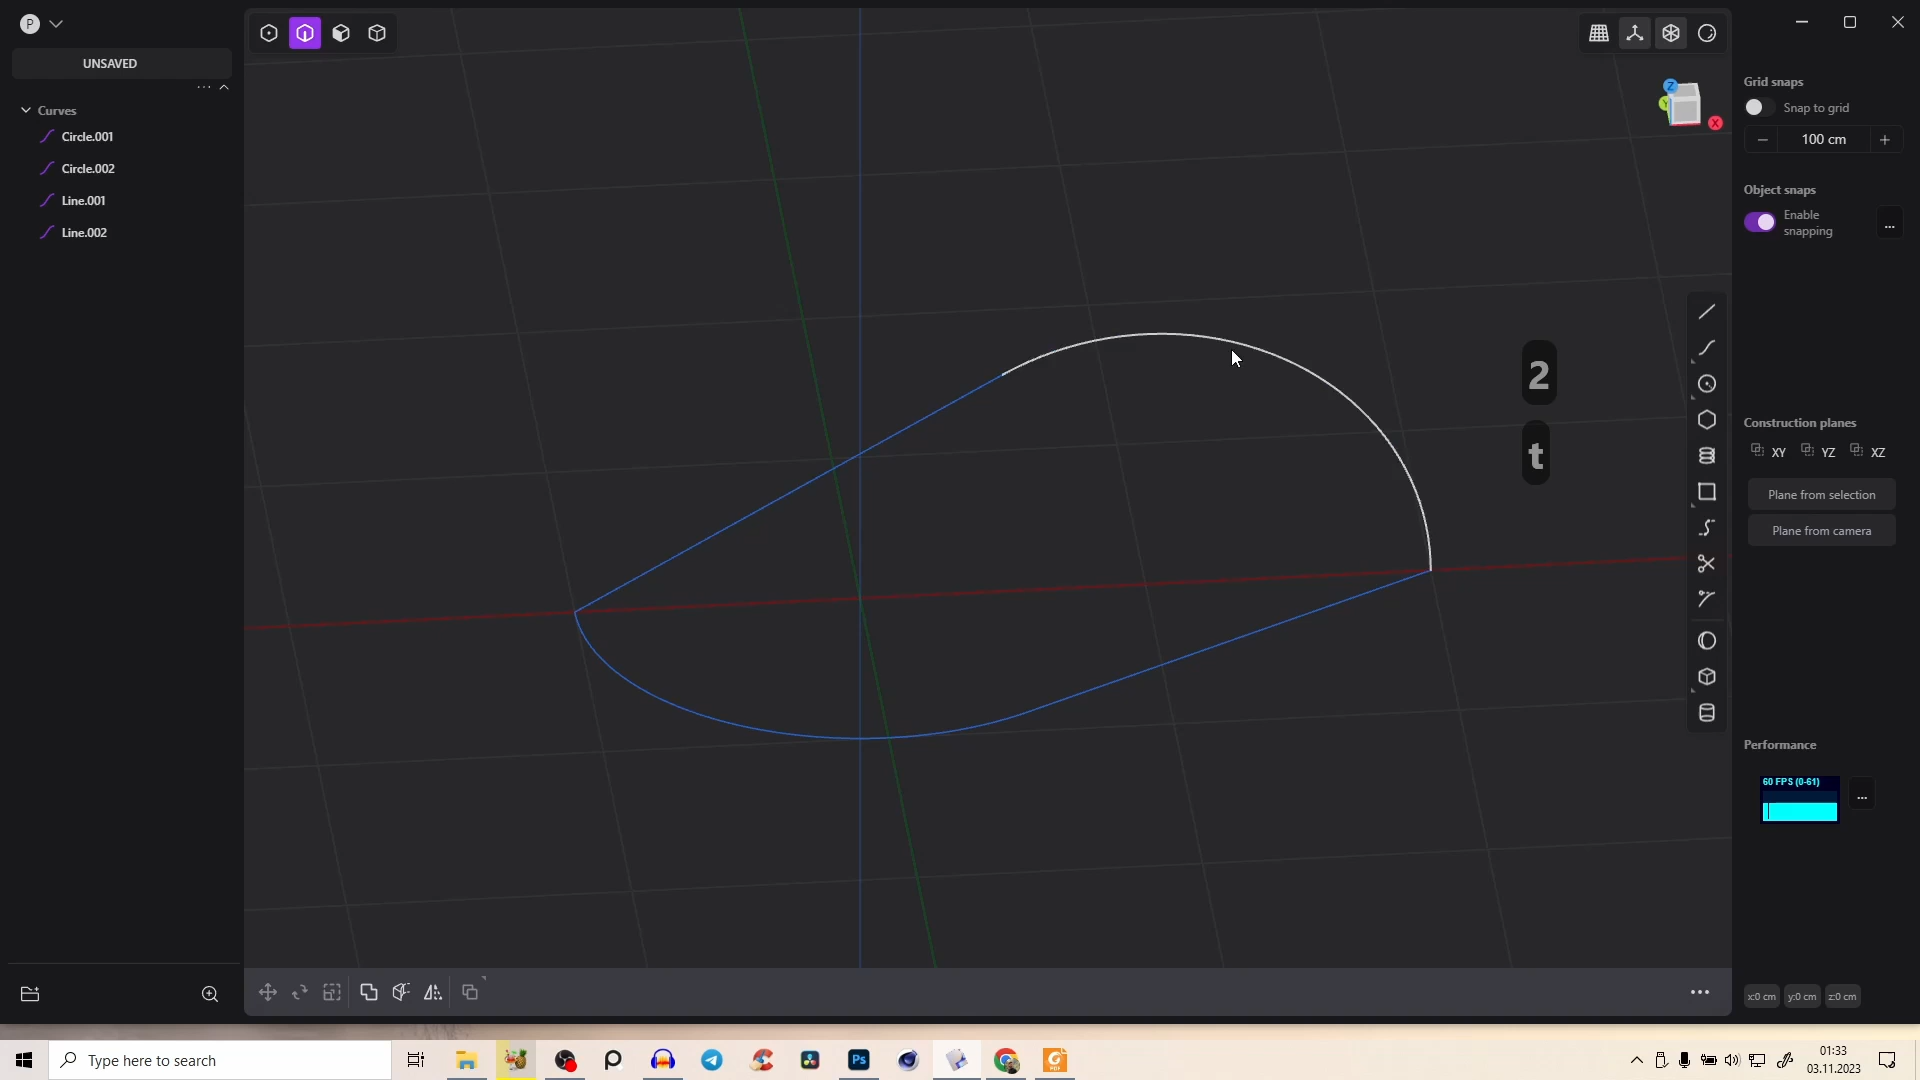 P
UNSAVED
Curves
Circle.001
Circle.002
Line.001
Line.002
Z
Y
X
2
t
Grid snaps
Snap to grid
100 cm
Object snaps
Enable
snapping
...
Construction planes
XY YZ XZ
Plane from selection
Plane from camera
Performance
60 FPS (0-61)
...
x:0 cm y:0 cm z:0 cm
Type here to search
Ps
PDF
01:33
03.11.2023